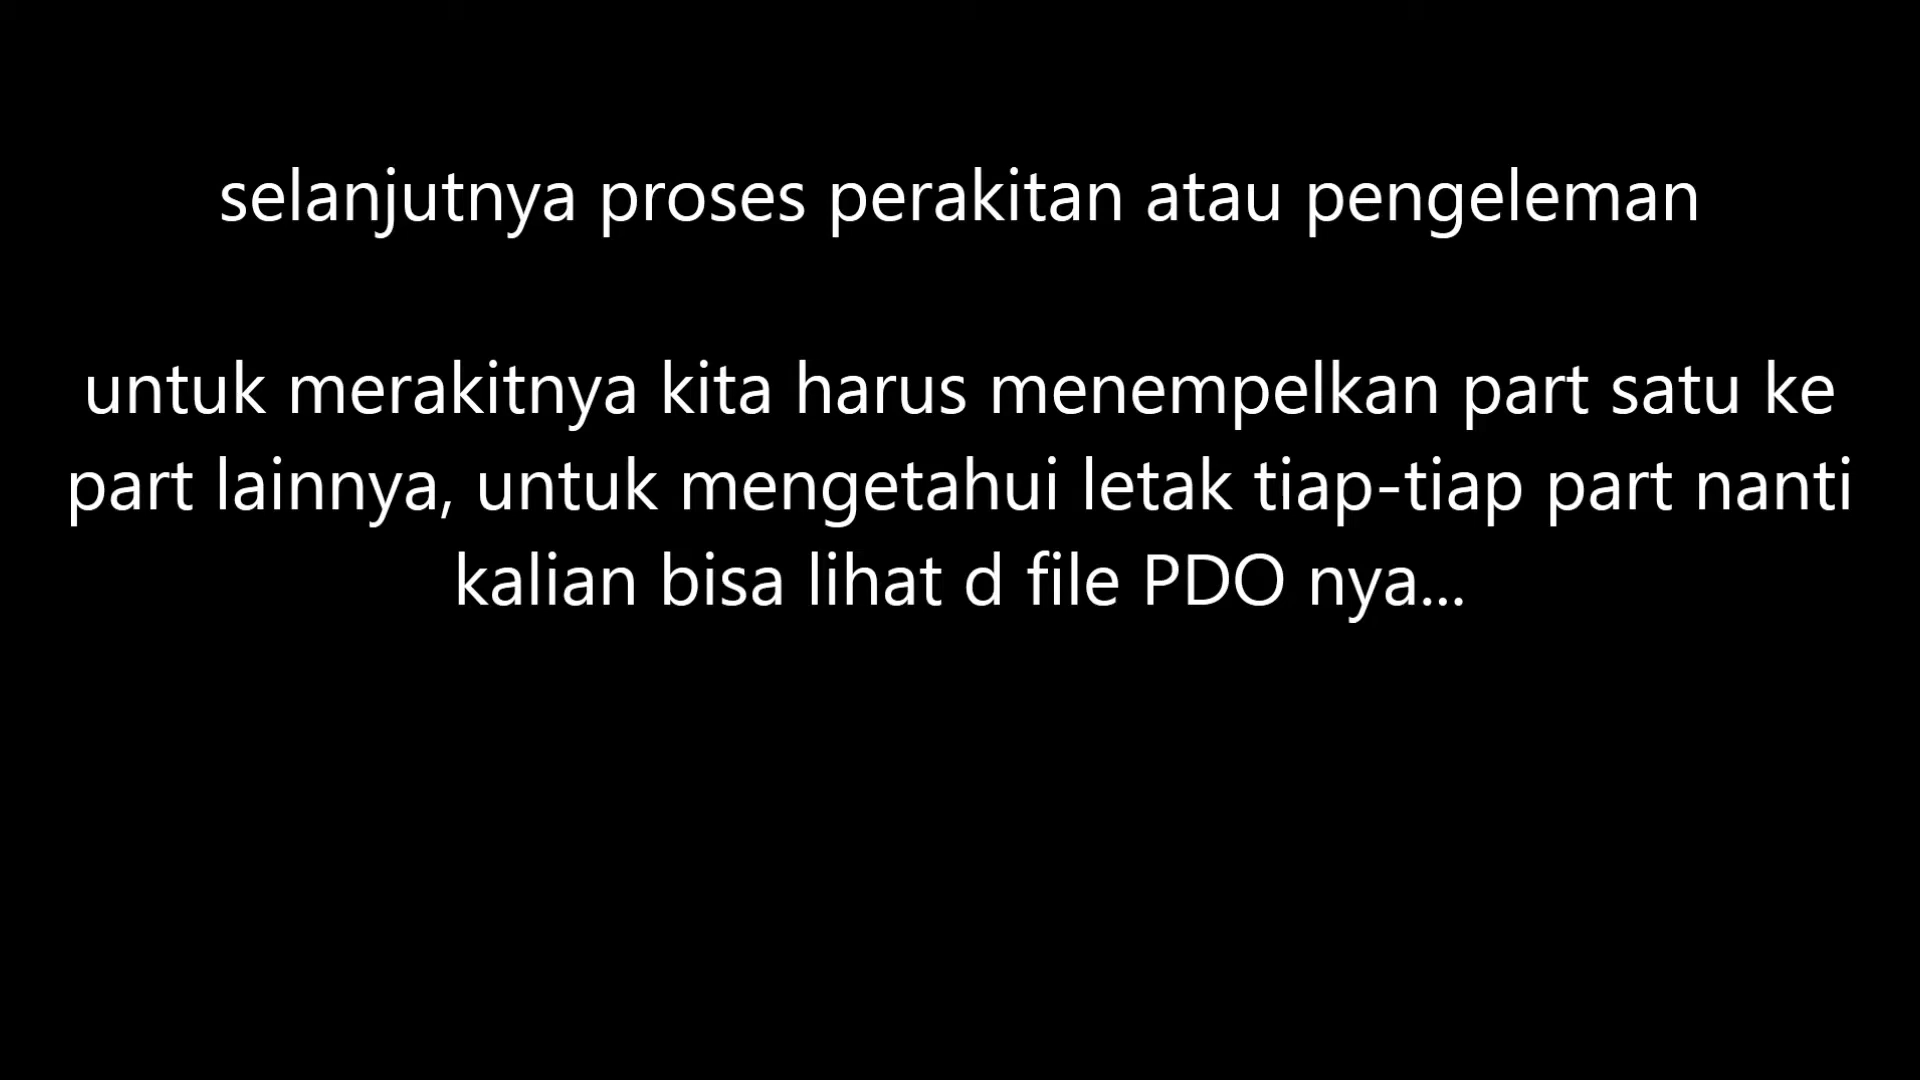 selanjutnya proses perakitan atau pengeleman
untuk merakitnya kita harus menempelkan part satu ke
part lainnya, untuk mengetahui letak tiap-tiap part nanti
kalian bisa lihat d file PDO nya...